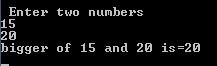 Enter two numbers
15
20
bigger of 15 and 20 is=20